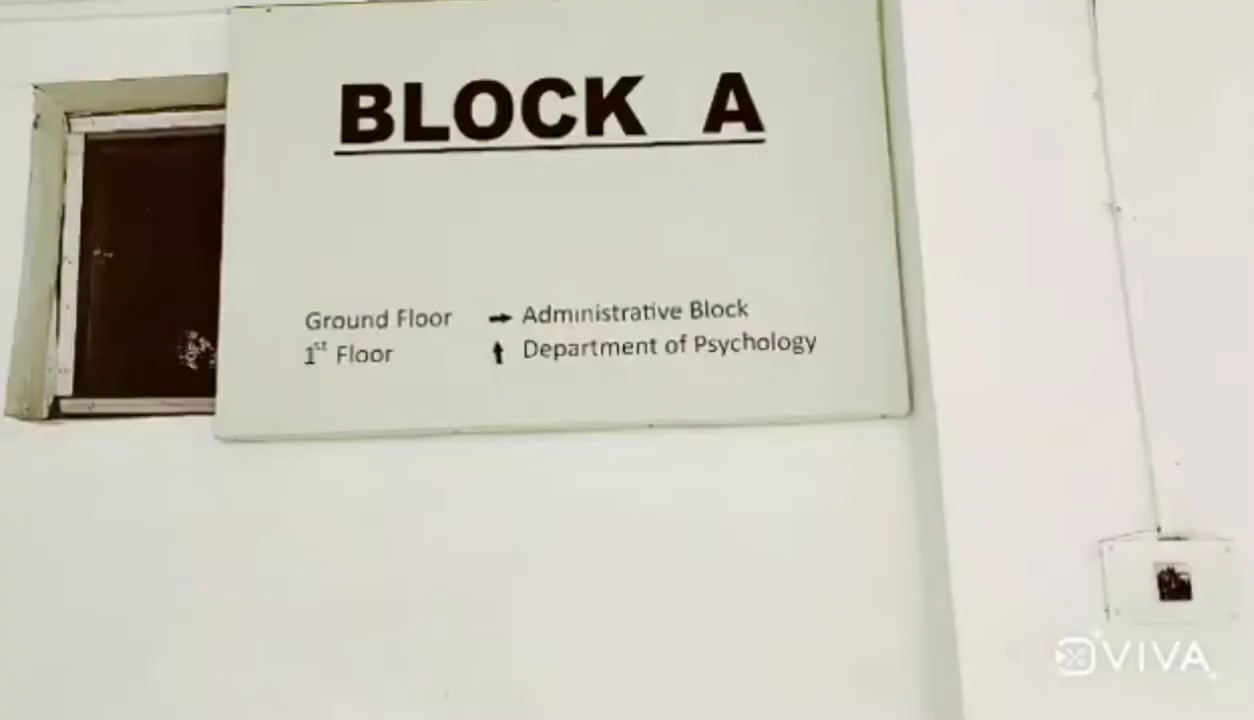 BLOCK A
Ground Floor → Administrative Block
1st Floor ↑ Department of Psychology
VIVA